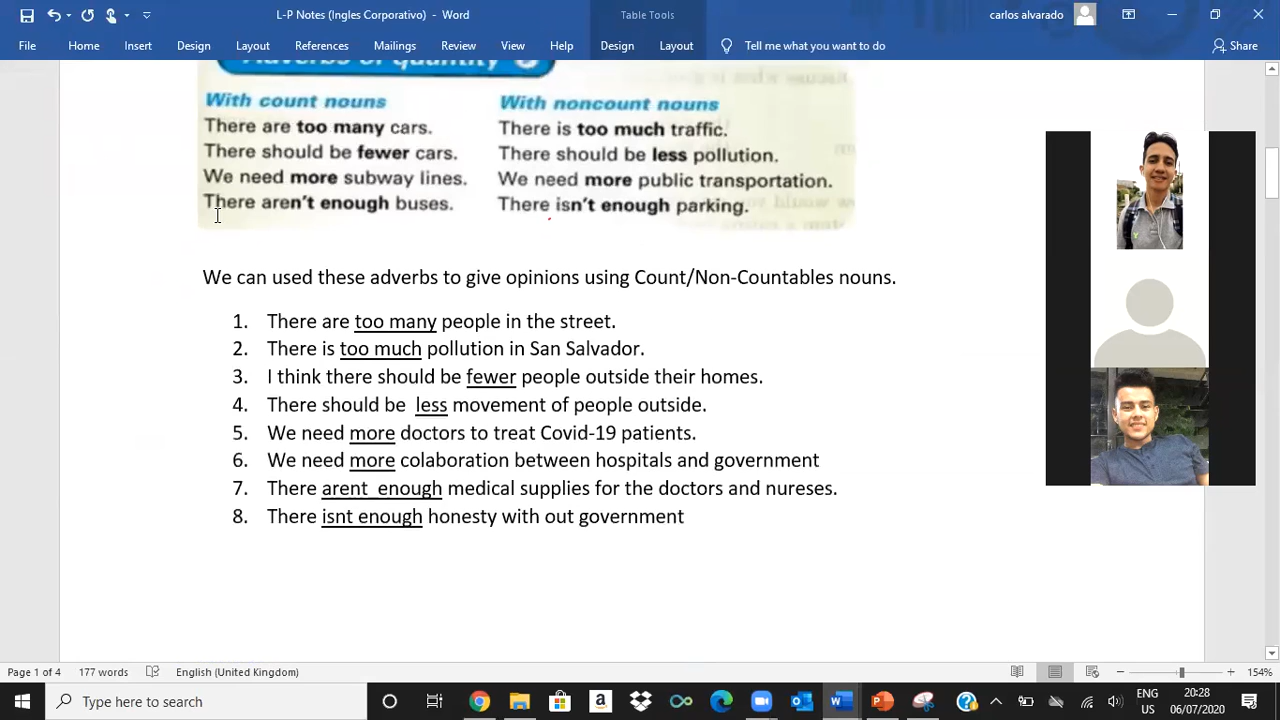 L-P Notes (Ingles Corporativo) - Word
Table Tools
carlos alvarado
File Home Insert Design Layout References Mailings Review View Help Design Layout Tell me what you want to do Share
Adverbs of quantity
With count nouns
There are too many cars.
There should be fewer cars.
We need more subway lines.
There aren't enough buses.
With noncount nouns
There is too much traffic.
There should be less pollution.
We need more public transportation.
There isn't enough parking.
We can used these adverbs to give opinions using Count/Non-Countables nouns.
1. There are too many people in the street.
2. There is too much pollution in San Salvador.
3. I think there should be fewer people outside their homes.
4. There should be less movement of people outside.
5. We need more doctors to treat Covid-19 patients.
6. We need more colaboration between hospitals and government
7. There arent enough medical supplies for the doctors and nureses.
8. There isnt enough honesty with out government
Page 1 of 4 177 words English (United Kingdom) 154%
Type here to search
ENG
US
20:28
06/07/2020